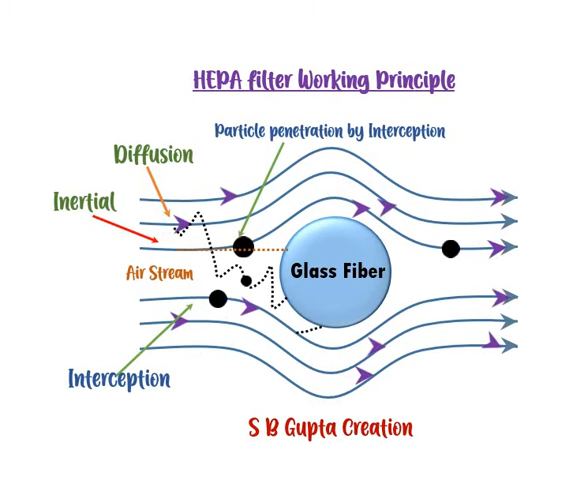 HEPA filter Working Principle
Particle penetration by Interception
Diffusion
Inertial
Air Stream
Glass Fiber
Interception
S B Gupta Creation